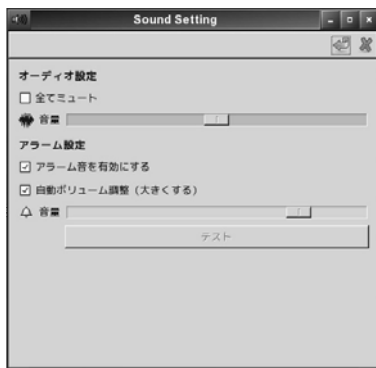 Sound Setting
オーディオ設定
全てミュート
音量
アラーム設定
アラーム音を有効にする
自動ボリューム調整（大きくする）
音量
テスト